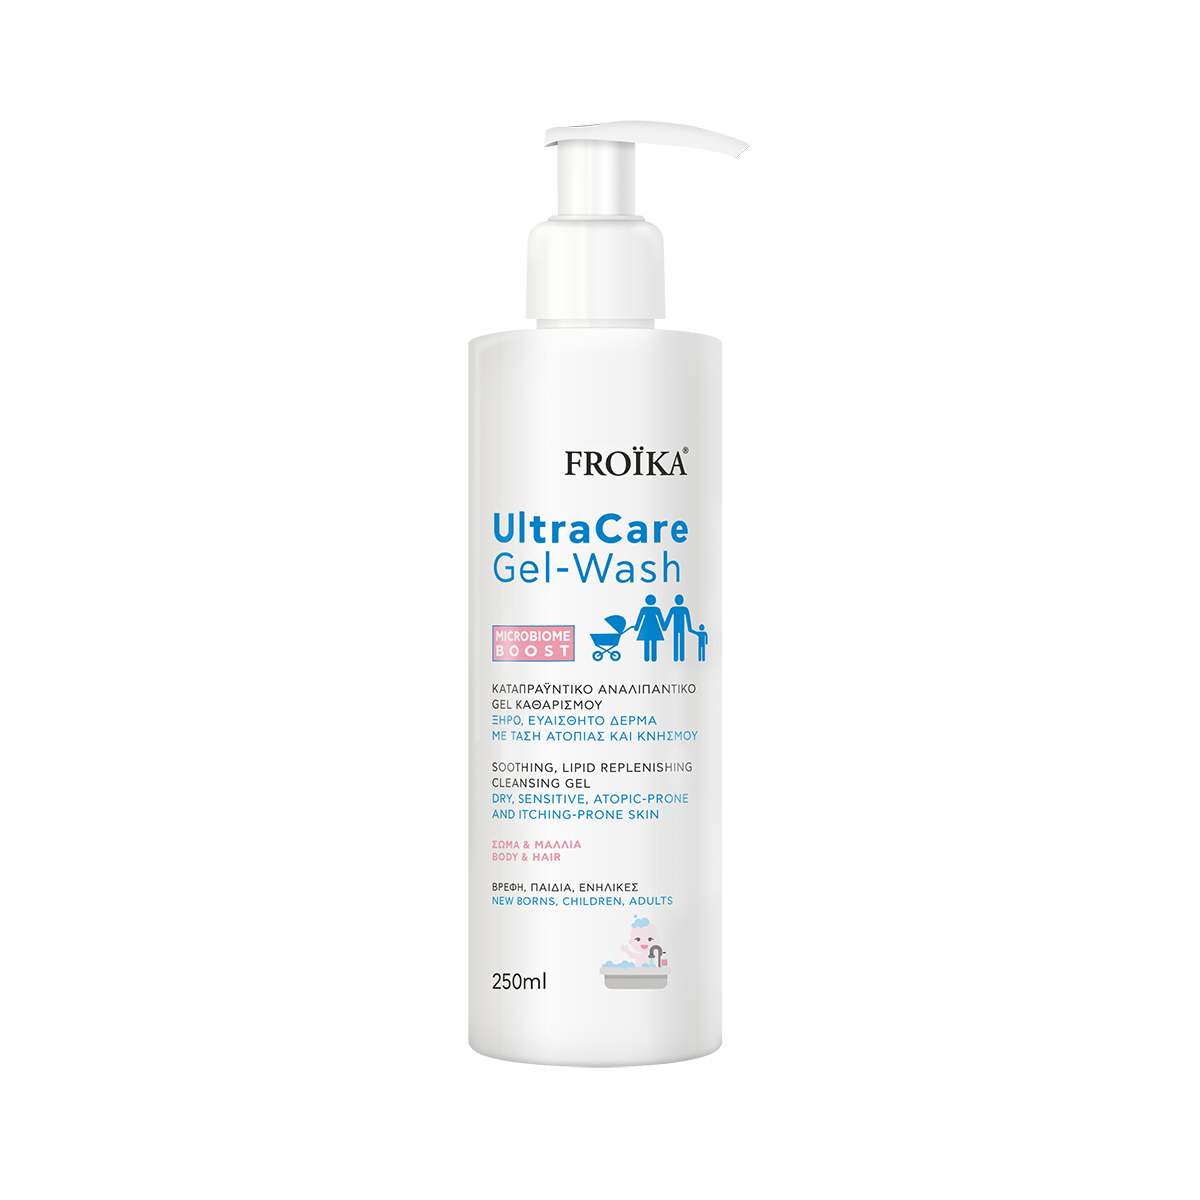 FROÏKA®
UltraCare
Gel-Wash
MICROBIOME
BOOST
ΚΑΤΑΠΡΑΫΝΤΙΚΟ ΑΝΑΛΙΠΑΝΤΙΚΟ
GEL ΚΑΘΑΡΙΣΜΟΥ
ΞΗΡΟ, ΕΥΑΙΣΘΗΤΟ ΔΕΡΜΑ
ΜΕ ΤΑΣΗ ΑΤΟΠΙΑΣ ΚΑΙ ΚΝΗΣΜΟΥ
SOOTHING, LIPID REPLENISHING
CLEANSING GEL
DRY, SENSITIVE, ATOPIC-PRONE
AND ITCHING-PRONE SKIN
ΣΩΜΑ & ΜΑΛΛΙΑ
BODY & HAIR
ΒΡΕΦΗ, ΠΑΙΔΙΑ, ΕΝΗΛΙΚΕΣ
NEW BORNS, CHILDREN, ADULTS
250ml